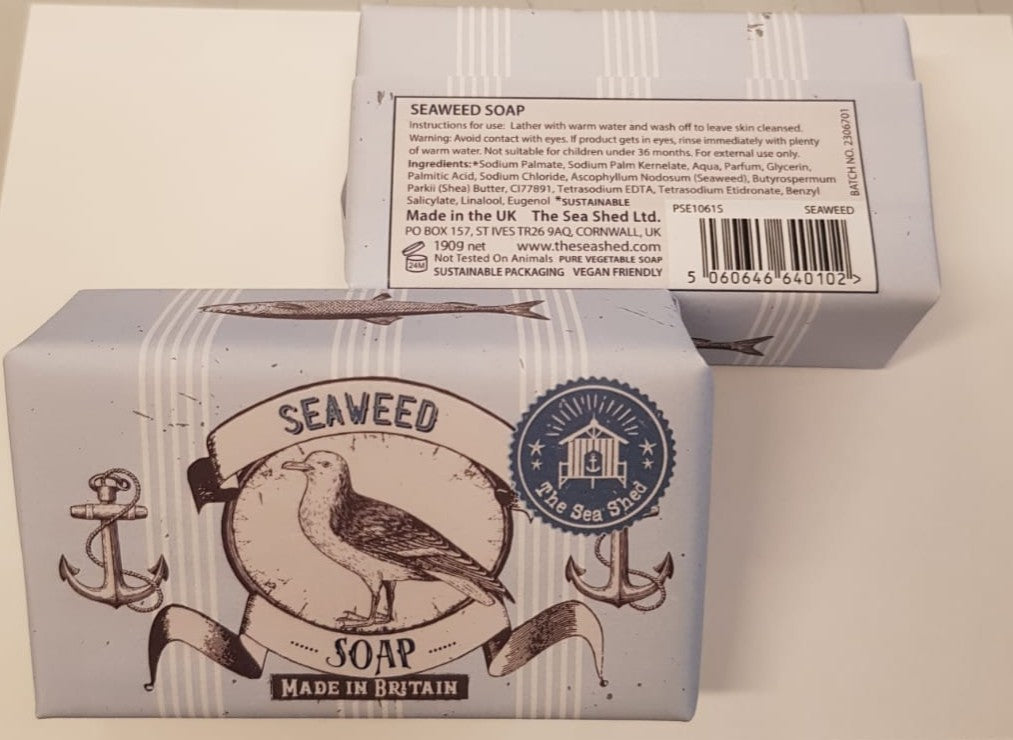 SEAWEED SOAP
Instructions for use: Lather with warm water and wash off to leave skin cleansed.
Warning: Avoid contact with eyes. If product gets in eyes, rinse immediately with plenty
of warm water. Not suitable for children under 36 months. For external use only.
Ingredients:*Sodium Palmate, Sodium Palm Kernelate, Aqua, Parfum, Glycerin,
Palmitic Acid, Sodium Chloride, Ascophyllum Nodosum (Seaweed), Butyrospermum
Parkii (Shea) Butter, CI77891, Tetrasodium EDTA, Tetrasodium Etidronate, Benzyl
Salicylate, Linalool, Eugenol *SUSTAINABLE
Made in the UK The Sea Shed Ltd.
PO BOX 157, ST IVES TR26 9AQ, CORNWALL, UK
24M 190g net www.theseashed.com
Not Tested On Animals PURE VEGETABLE SOAP
SUSTAINABLE PACKAGING VEGAN FRIENDLY
BATCH NO. 2306701
PSE1061S SEAWEED
5 060646 640102 >
SEAWEED
The Sea Shed
SOAP
MADE IN BRITAIN